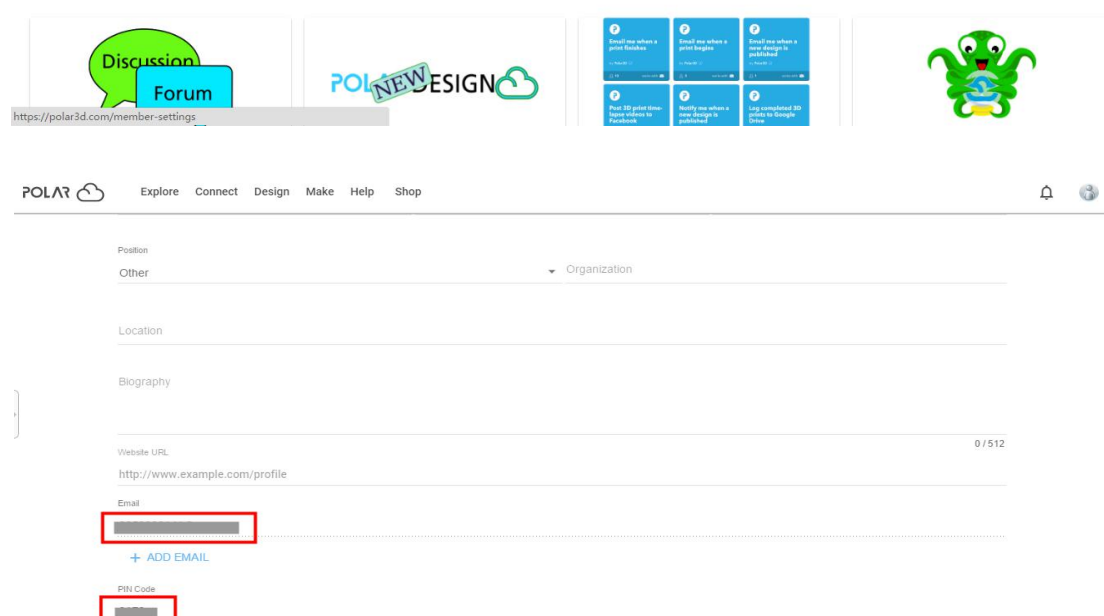 Discussion
Forum
POL NEW DESIGN
Email me when a print finishes
Email me when a print begins
Email me when a new design is published
Post 3D print time-lapse videos to Facebook
Notify me when a new design is published
Log completed 3D prints to Google Drive
https://polar3d.com/member-settings
POLAR Explore Connect Design Make Help Shop
Position
Other Organization
Location
Biography
0 / 512
Website URL
http://www.example.com/profile
Email
+ ADD EMAIL
PIN Code